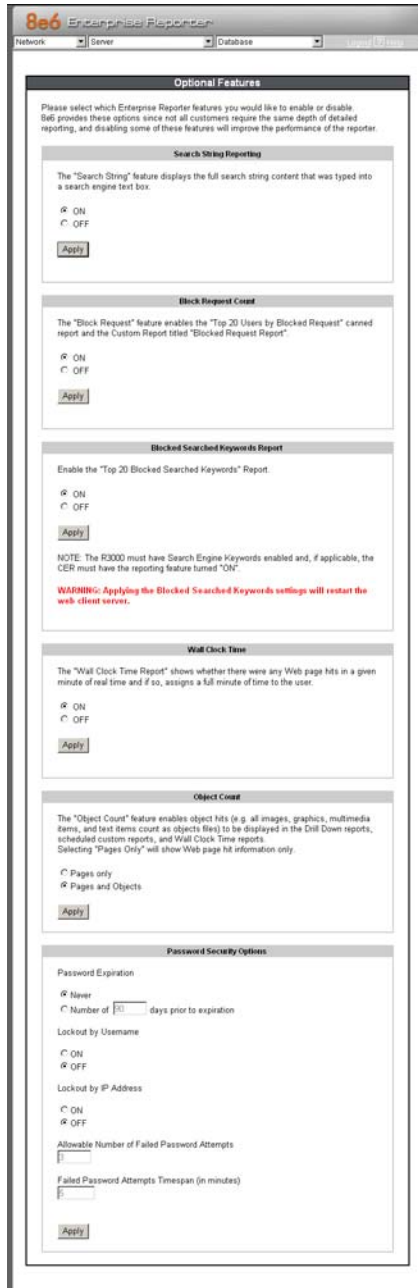 8e6 Enterprise Reporter
Network Server Database Logout Help
Optional Features
Please select which Enterprise Reporter features you would like to enable or disable.
8e6 provides these options since not all customers require the same depth of detailed
reporting, and disabling some of these features will improve the performance of the reporter.
Search String Reporting
The "Search String" feature displays the full search string content that was typed into
a search engine text box.
ON
OFF
Apply
Block Request Count
The "Block Request" feature enables the "Top 20 Users by Blocked Request" canned
report and the Custom Report titled "Blocked Request Report".
ON
OFF
Apply
Blocked Searched Keywords Report
Enable the "Top 20 Blocked Searched Keywords" Report.
ON
OFF
Apply
NOTE: The R3000 must have Search Engine Keywords enabled and, if applicable, the
CER must have the reporting feature turned "ON".
WARNING: Applying the Blocked Searched Keywords settings will restart the
web client server.
Wall Clock Time
The "Wall Clock Time Report" shows whether there were any Web page hits in a given
minute of real time and if so, assigns a full minute of time to the user.
ON
OFF
Apply
Object Count
The "Object Count" feature enables object hits (e.g. all images, graphics, multimedia
items, and text items count as objects files) to be displayed in the Drill Down reports,
scheduled custom reports, and Wall Clock Time reports.
Selecting "Pages Only" will show Web page hit information only.
Pages only
Pages and Objects
Apply
Password Security Options
Password Expiration
Never
Number of 90 days prior to expiration
Lockout by Username
ON
OFF
Lockout by IP Address
ON
OFF
Allowable Number of Failed Password Attempts
3
Failed Password Attempts Timespan (in minutes)
5
Apply